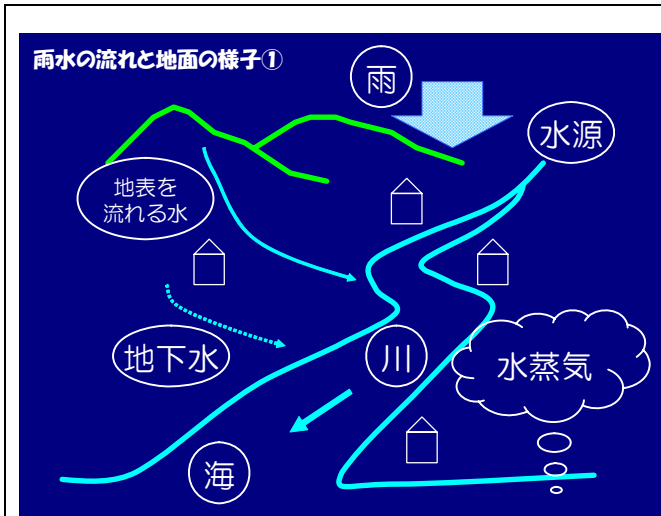 雨水の流れと地面の様子①
雨
水源
地表を
流れる水
地下水
川
水蒸気
海